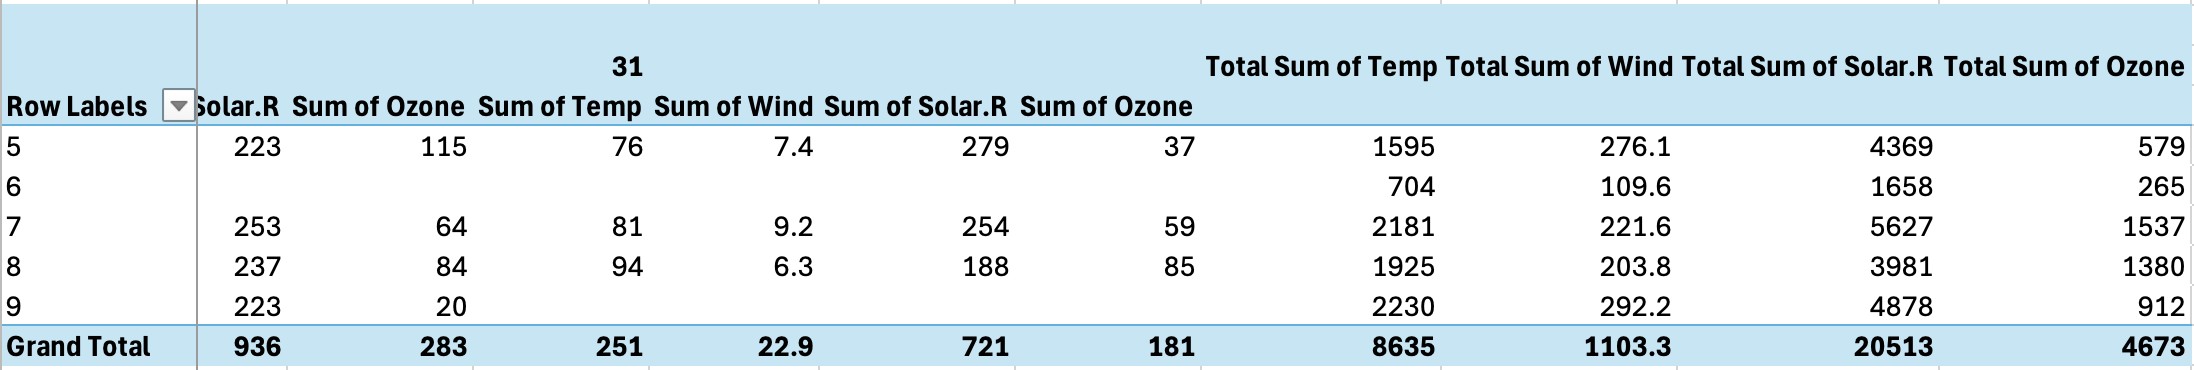 31 Total Sum of Temp Total Sum of Wind Total Sum of Solar.R Total Sum of Ozone
Row Labels Solar.R Sum of Ozone Sum of Temp Sum of Wind Sum of Solar.R Sum of Ozone
5 223 115 76 7.4 279 37 1595 276.1 4369 579
6 704 109.6 1658 265
7 253 64 81 9.2 254 59 2181 221.6 5627 1537
8 237 84 94 6.3 188 85 1925 203.8 3981 1380
9 223 20 2230 292.2 4878 912
Grand Total 936 283 251 22.9 721 181 8635 1103.3 20513 4673